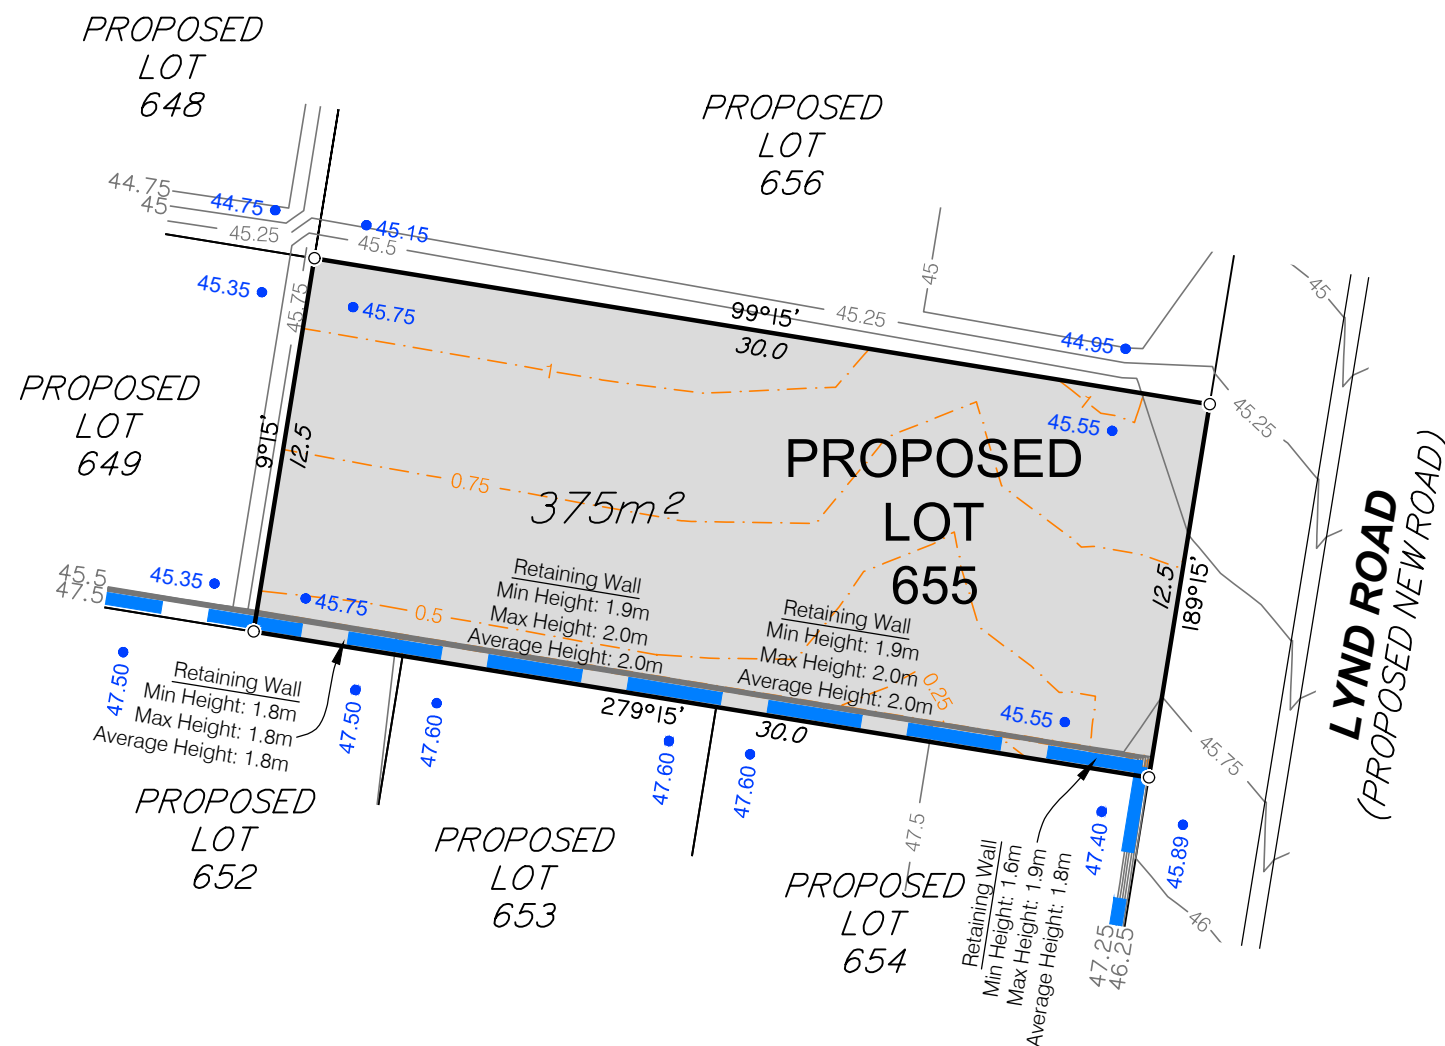 PROPOSED
LOT
648
PROPOSED
LOT
656
44.75
45
44.75
45.25
45.15
45.5
45.35
45.75
45.75
99°15'
30.0
45.25
45
44.95
45
45.25
1
1
45.55
PROPOSED
LOT
649
9°15'
12.5
0.75
375m²
PROPOSED
LOT
655
12.5
189°15'
LYND ROAD
(PROPOSED NEW ROAD)
45.5
47.5
45.35
45.75
0.5
Retaining Wall
Min Height: 1.9m
Max Height: 2.0m
Average Height: 2.0m
Retaining Wall
Min Height: 1.9m
Max Height: 2.0m
Average Height: 2.0m
0.25
45.55
47.50
Retaining Wall
Min Height: 1.8m
Max Height: 1.8m
Average Height: 1.8m
47.50
47.60
279°15'
30.0
47.60
47.60
45.75
PROPOSED
LOT
652
PROPOSED
LOT
653
47.5
PROPOSED
LOT
654
Retaining Wall
Min Height: 1.6m
Max Height: 1.9m
Average Height: 1.8m
47.40
45.89
46
47.25
46.25